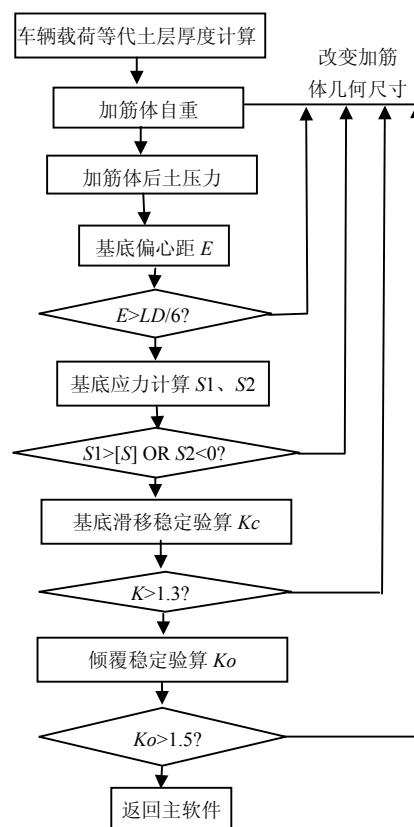 车辆载荷等代土层厚度计算
改变加筋
体几何尺寸
加筋体自重
加筋体后土压力
基底偏心距 E
E>LD/6?
基底应力计算 S1、S2
S1>[S] OR S2<0?
基底滑移稳定验算 Kc
K>1.3?
倾覆稳定验算 Ko
Ko>1.5?
返回主软件